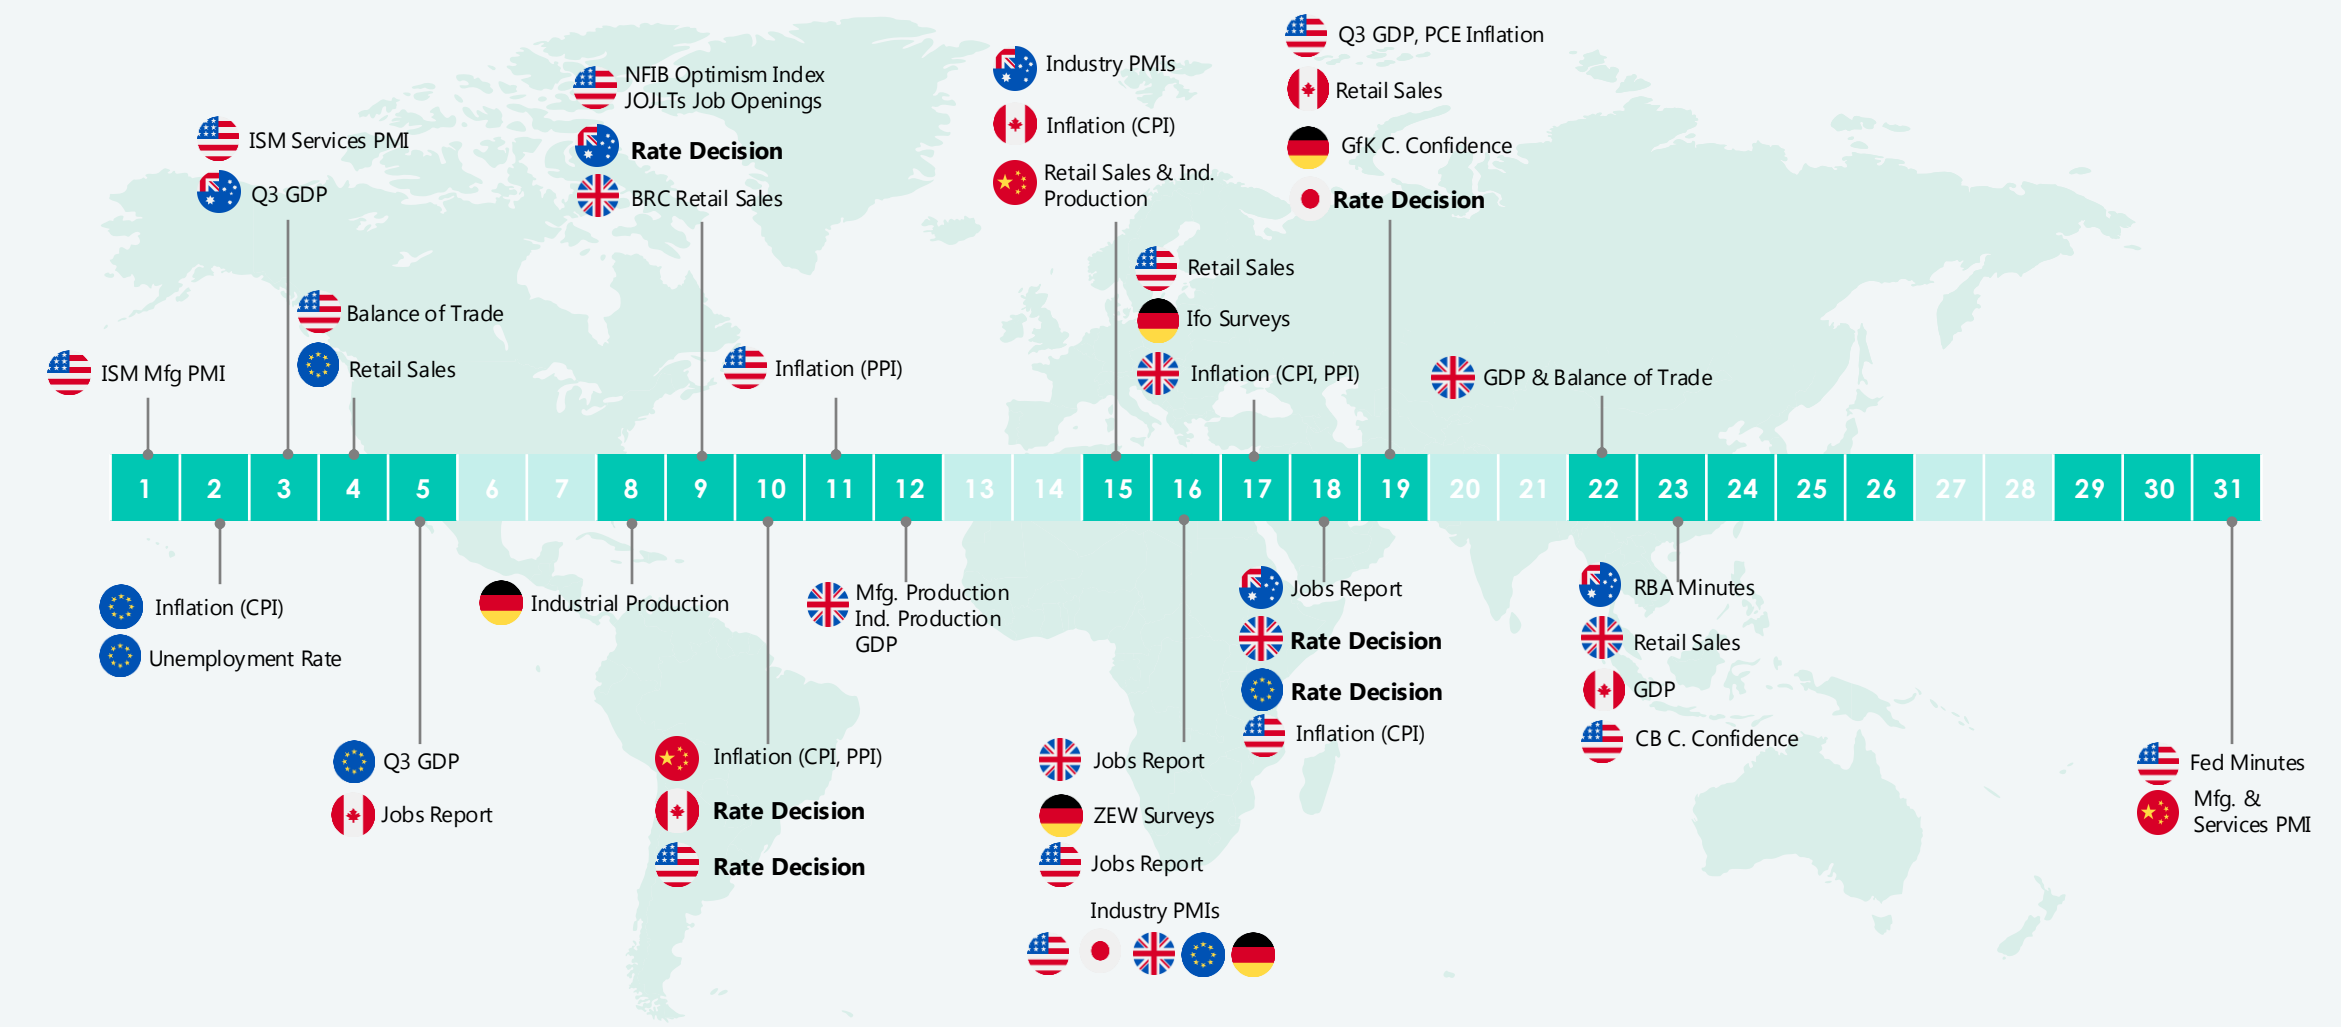 Q3 GDP, PCE Inflation
Retail Sales
GfK C. Confidence
Rate Decision
Industry PMIs
Inflation (CPI)
Retail Sales & Ind.
Production
NFIB Optimism Index
JOJLTs Job Openings
Rate Decision
BRC Retail Sales
ISM Services PMI
Q3 GDP
Retail Sales
Ifo Surveys
Inflation (CPI, PPI)
Balance of Trade
Retail Sales
ISM Mfg PMI
Inflation (PPI)
GDP & Balance of Trade
1 2 3 4 5 6 7 8 9 10 11 12 13 14 15 16 17 18 19 20 21 22 23 24 25 26 27 28 29 30 31
Inflation (CPI)
Unemployment Rate
Industrial Production
Mfg. Production
Ind. Production
GDP
Jobs Report
Rate Decision
Rate Decision
Inflation (CPI)
RBA Minutes
Retail Sales
GDP
CB C. Confidence
Q3 GDP
Jobs Report
Inflation (CPI, PPI)
Rate Decision
Rate Decision
Jobs Report
ZEW Surveys
Jobs Report
Industry PMIs
Fed Minutes
Mfg. &
Services PMI